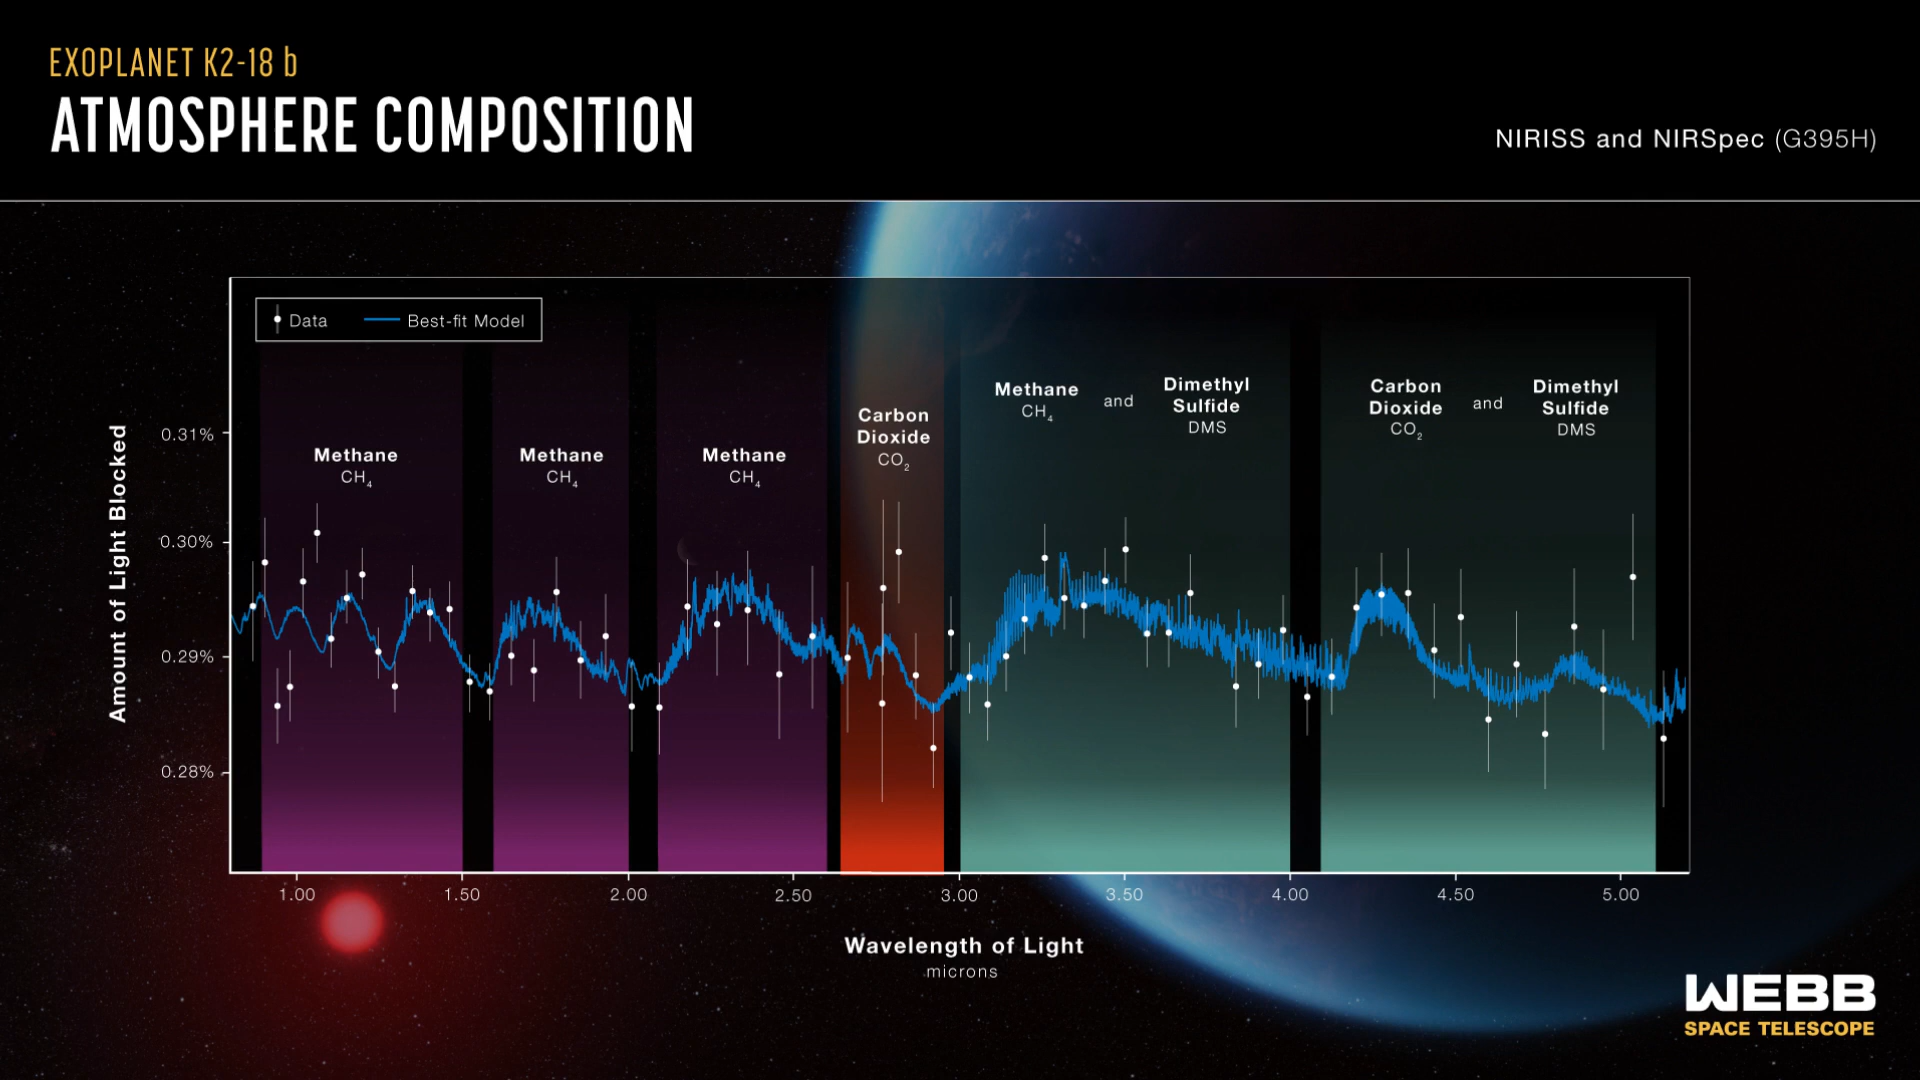 EXOPLANET K2-18 b
ATMOSPHERE COMPOSITION
NIRISS and NIRSpec (G395H)
Data
Best-fit Model
Amount of Light Blocked
0.31%
0.30%
0.29%
0.28%
Methane
CH₄
Methane
CH₄
Methane
CH₄
Carbon
Dioxide
CO₂
Methane
CH₄
and
Dimethyl
Sulfide
DMS
Carbon
Dioxide
CO₂
and
Dimethyl
Sulfide
DMS
1.00 1.50 2.00 2.50 3.00 3.50 4.00 4.50 5.00
Wavelength of Light
microns
WEBB
SPACE TELESCOPE